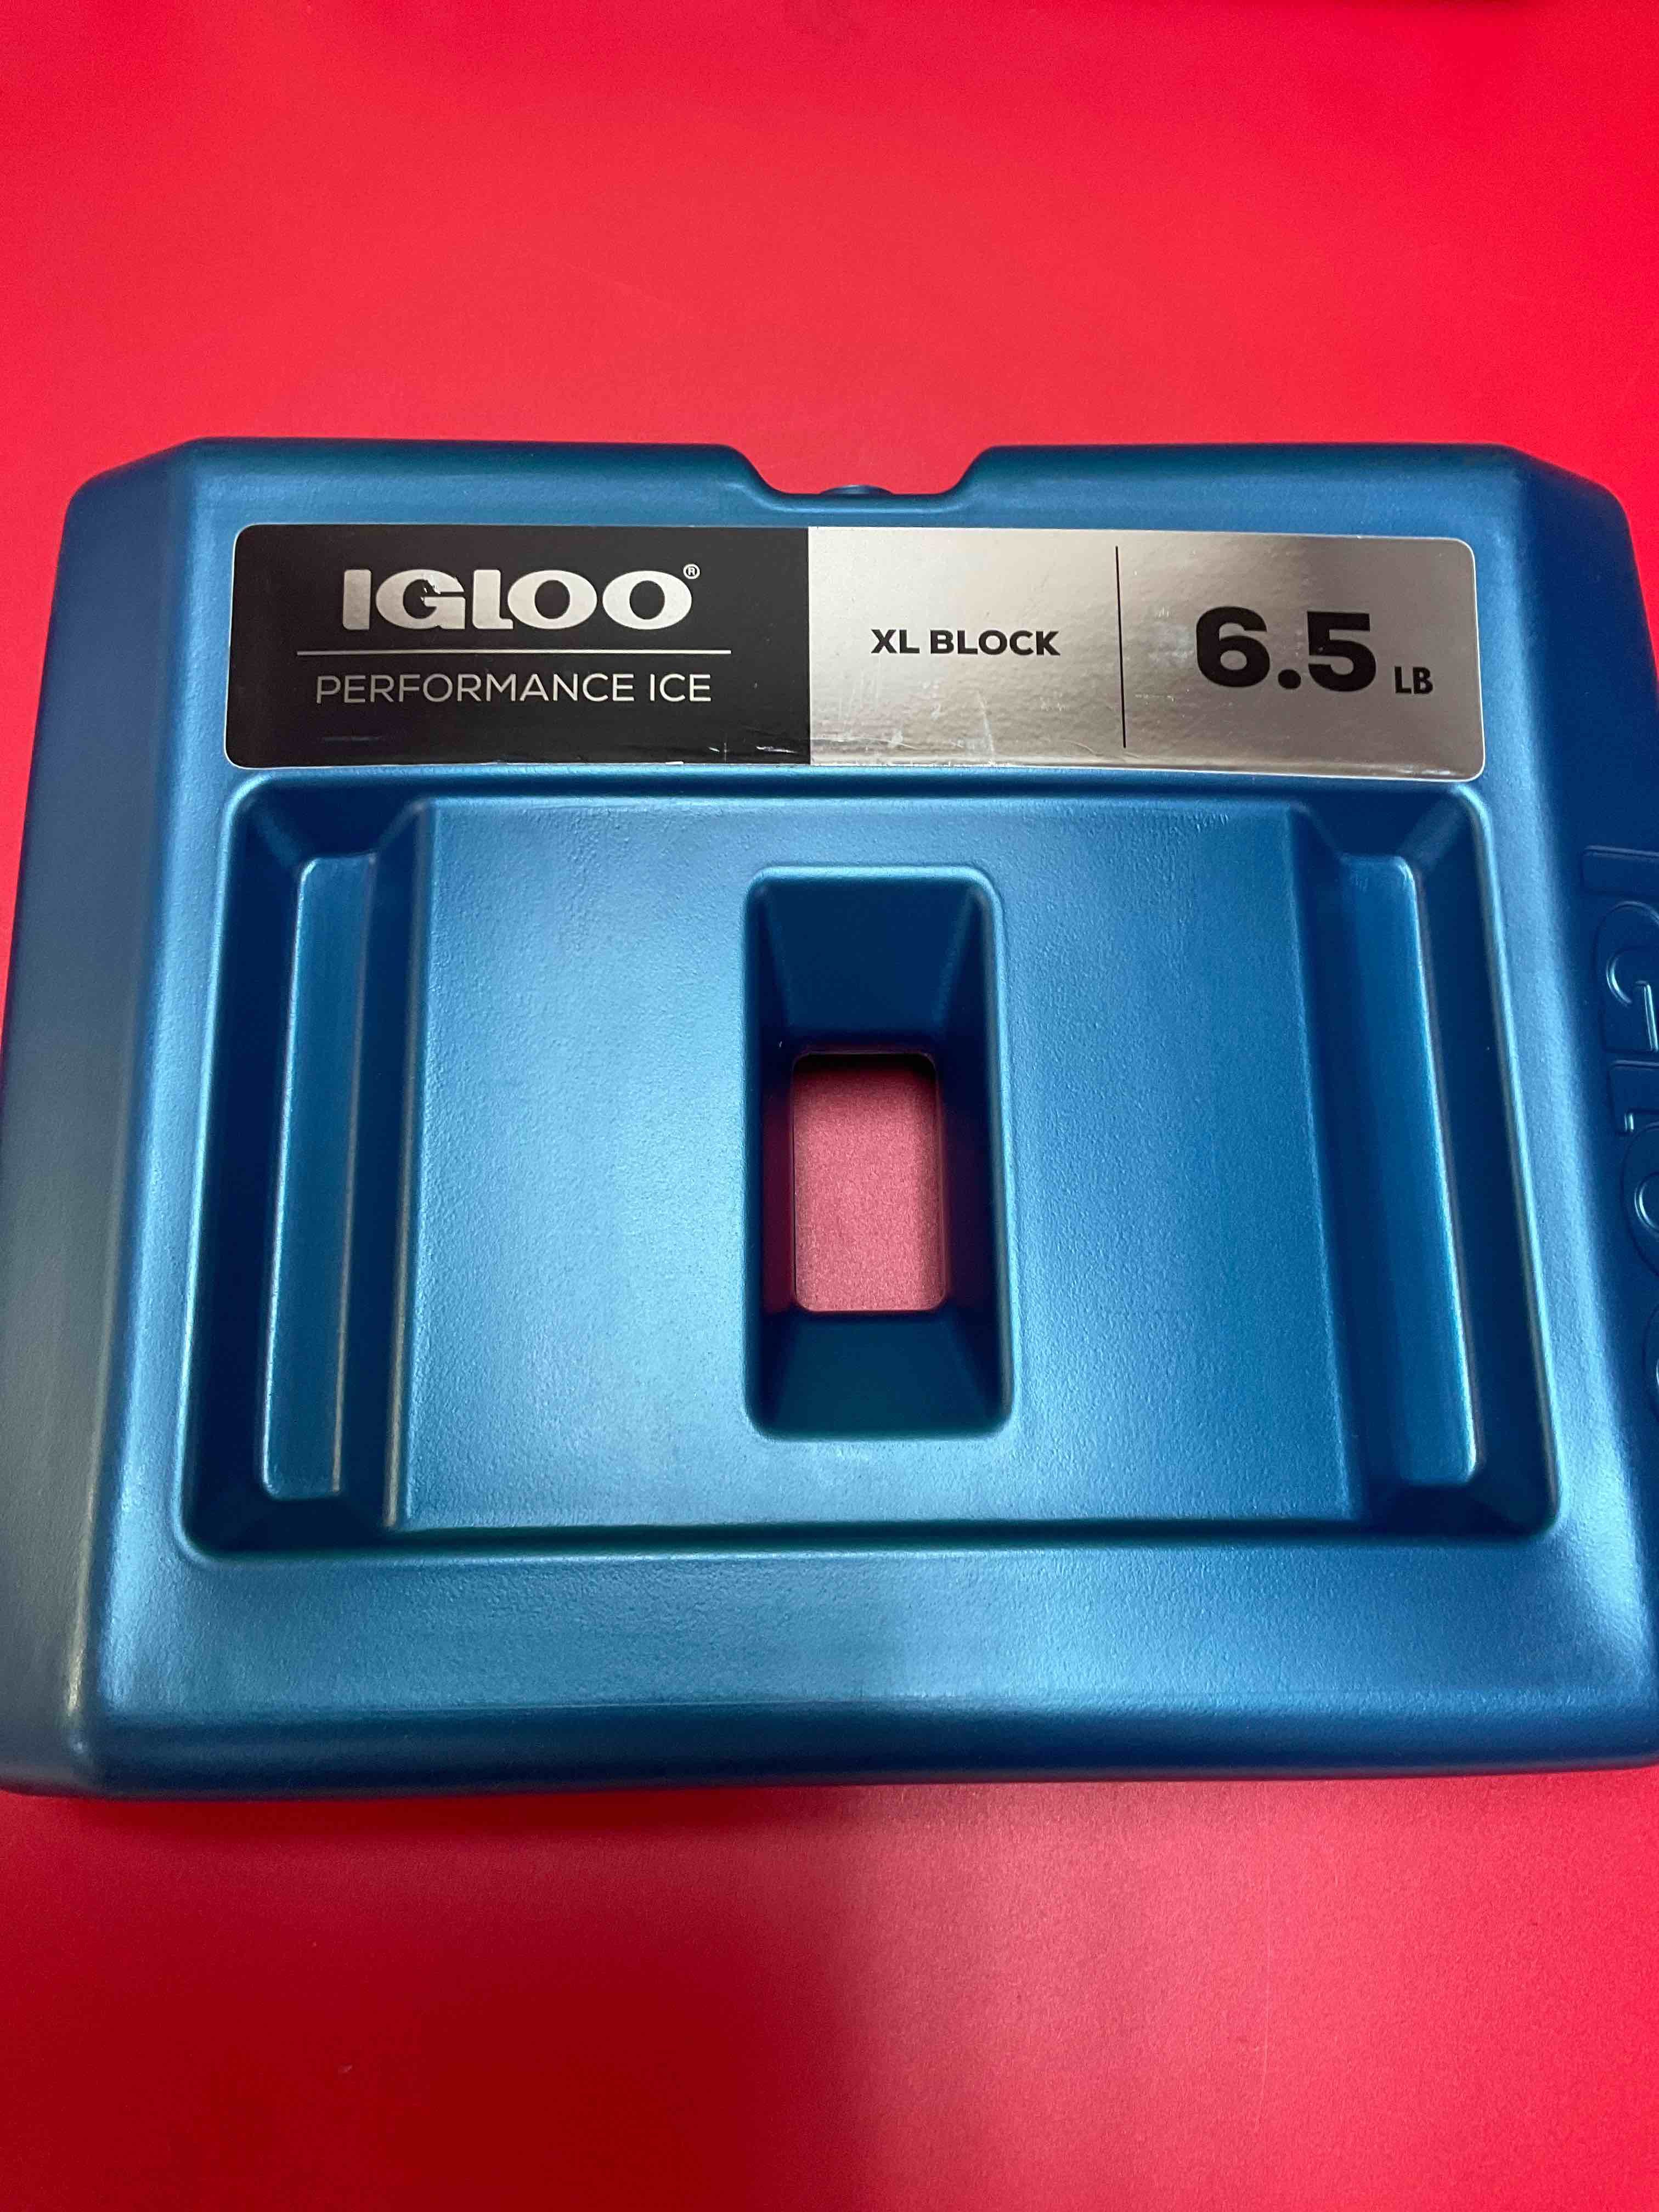 IGLOO®
PERFORMANCE ICE
XL BLOCK
6.5 LB
IGLOO